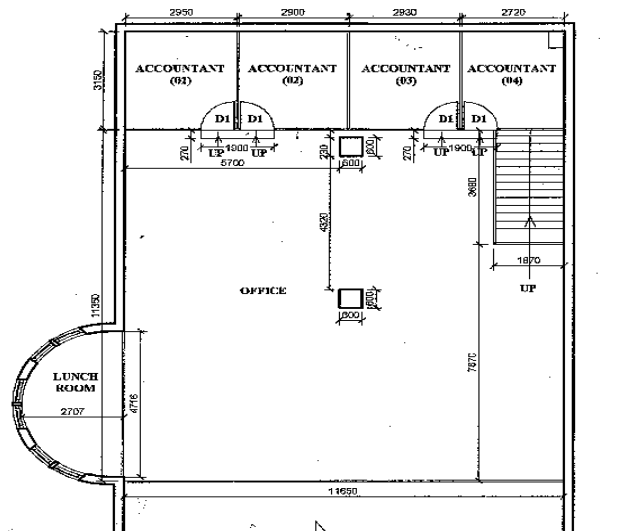 2950 2900 2930 2720
3150
ACCOUNTANT
(01)
ACCOUNTANT
(02)
ACCOUNTANT
(03)
ACCOUNTANT
(04)
D1 D1 D1 D1
270 UP 1900 UP 230 600 270 UP 1900 UP
5700 600
3680
4320
1870
UP
OFFICE
600
600
11350
LUNCH
ROOM
2707
4716
7670
11650